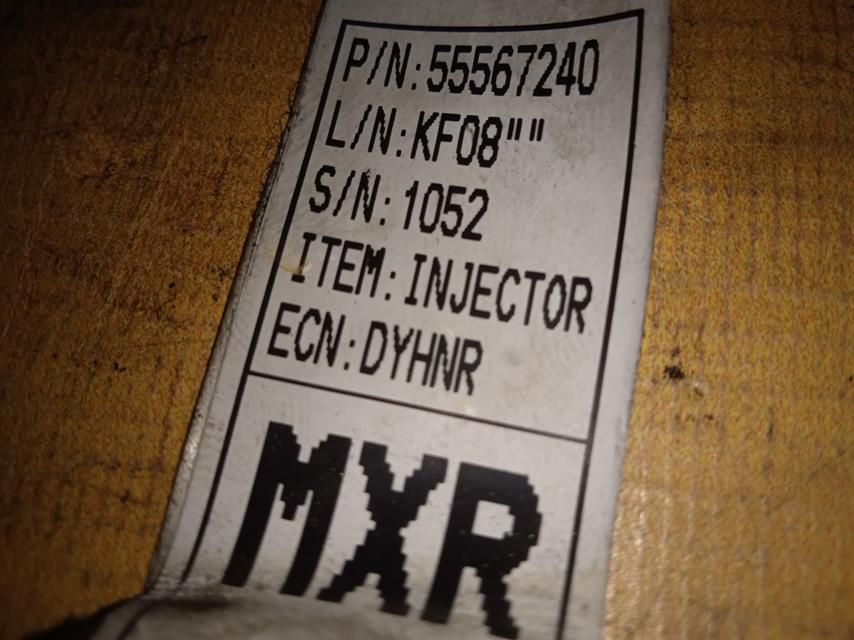 P/N:55567240
L/N:KF08""
S/N:1052
ITEM:INJECTOR
ECN:DYHNR
MXR